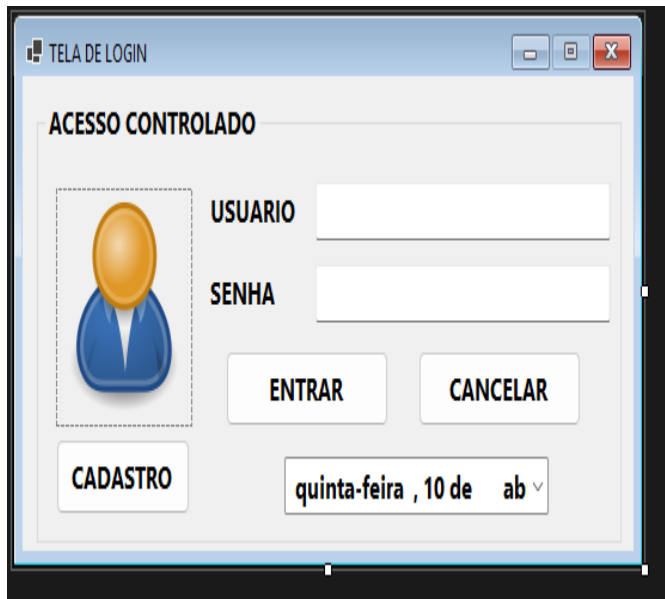 TELA DE LOGIN
ACESSO CONTROLADO
USUARIO
SENHA
ENTRAR CANCELAR
CADASTRO
quinta-feira , 10 de ab